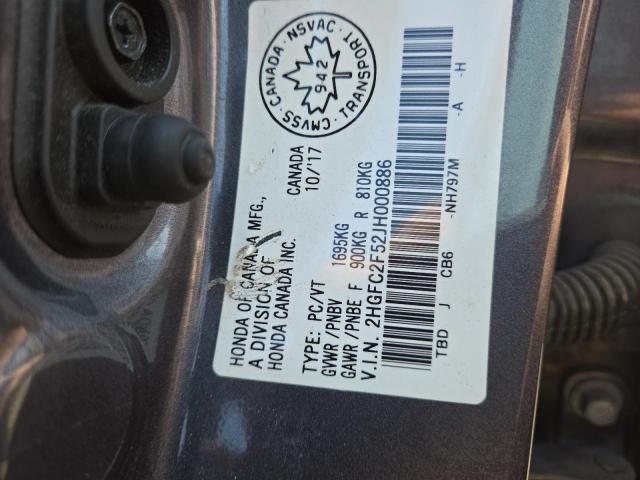 HONDA OF CANADA MFG.,
A DIVISION OF
HONDA CANADA INC.
CANADA
10/'17
CMVSS · CANADA · NSVAC · TRANSPORT
942
TYPE: PC/VT
GVWR/PNBV 1695KG
GAWR/PNBE F 900KG R 810KG
V.I.N. 2HGFC2F52JH000886
TBD J CB6 -NH797M -A -H